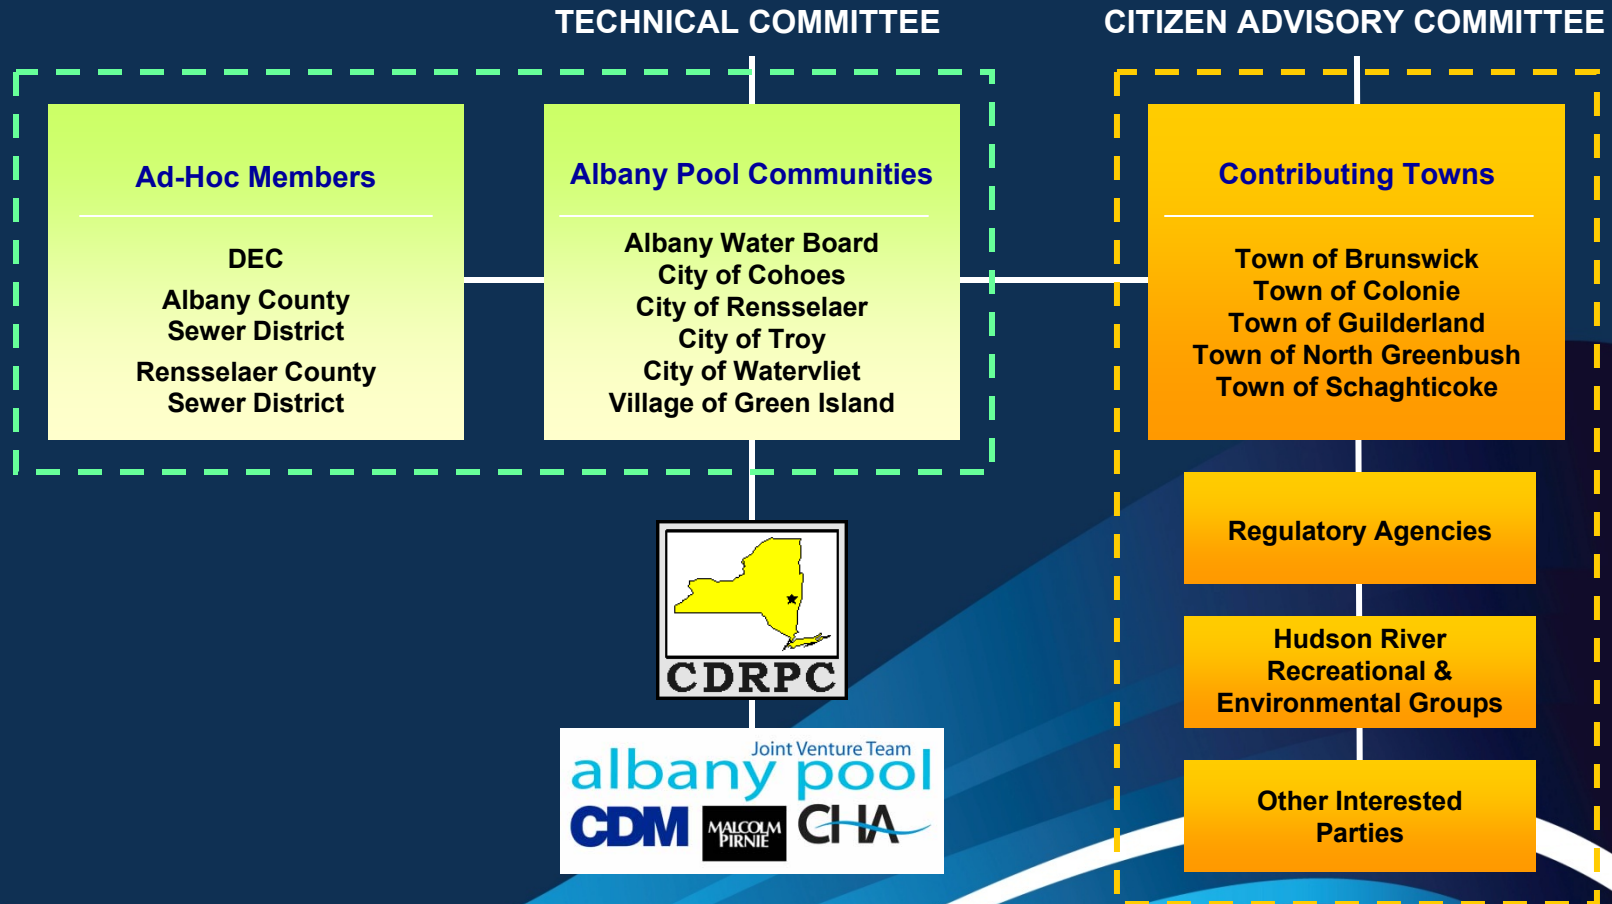 TECHNICAL COMMITTEE
CITIZEN ADVISORY COMMITTEE
Ad-Hoc Members
DEC
Albany County
Sewer District
Rensselaer County
Sewer District
Albany Pool Communities
Albany Water Board
City of Cohoes
City of Rensselaer
City of Troy
City of Watervliet
Village of Green Island
Contributing Towns
Town of Brunswick
Town of Colonie
Town of Guilderland
Town of North Greenbush
Town of Schaghticoke
Regulatory Agencies
Hudson River
Recreational &
Environmental Groups
Other Interested
Parties
CDRPC
Joint Venture Team
albany pool
CDM
MALCOLM
PIRNIE
CHA